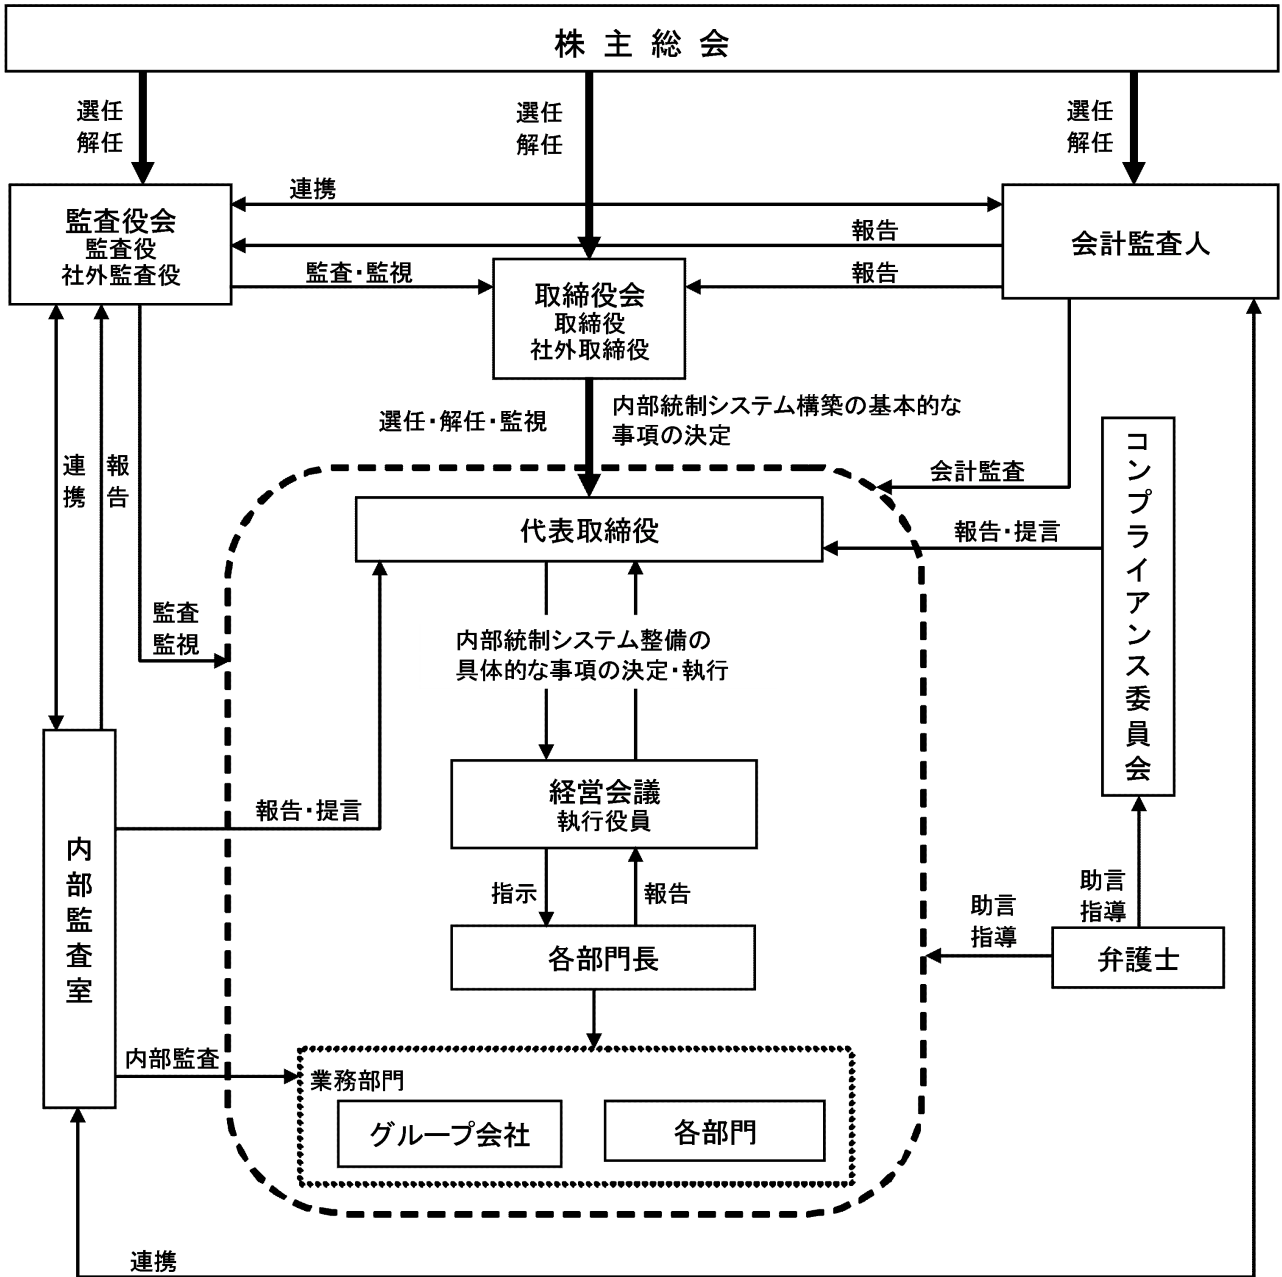 株主総会
選任
解任
選任
解任
選任
解任
連携
監査役会
監査役
社外監査役
会計監査人
報告
監査・監視
報告
取締役会
取締役
社外取締役
選任・解任・監視
内部統制システム構築の基本的な
事項の決定
連携
報告
会計監査
コンプライアンス委員会
代表取締役
報告・提言
監査
監視
内部統制システム整備の
具体的な事項の決定・執行
経営会議
執行役員
報告・提言
内部監査室
指示
報告
助言
指導
助言
指導
各部門長
弁護士
内部監査
業務部門
グループ会社
各部門
連携